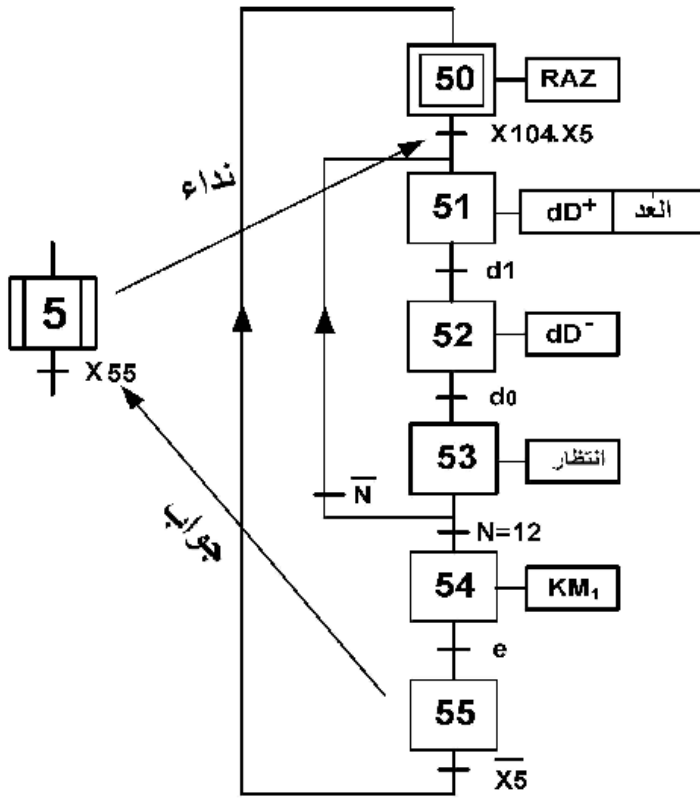 50 RAZ
X104.X5
نداء
51 dD⁺ العد
d1
5
52 dD⁻
X55
d0
53 انتظار
N̅
N=12
جواب
54 KM₁
e
55
X̅5̅